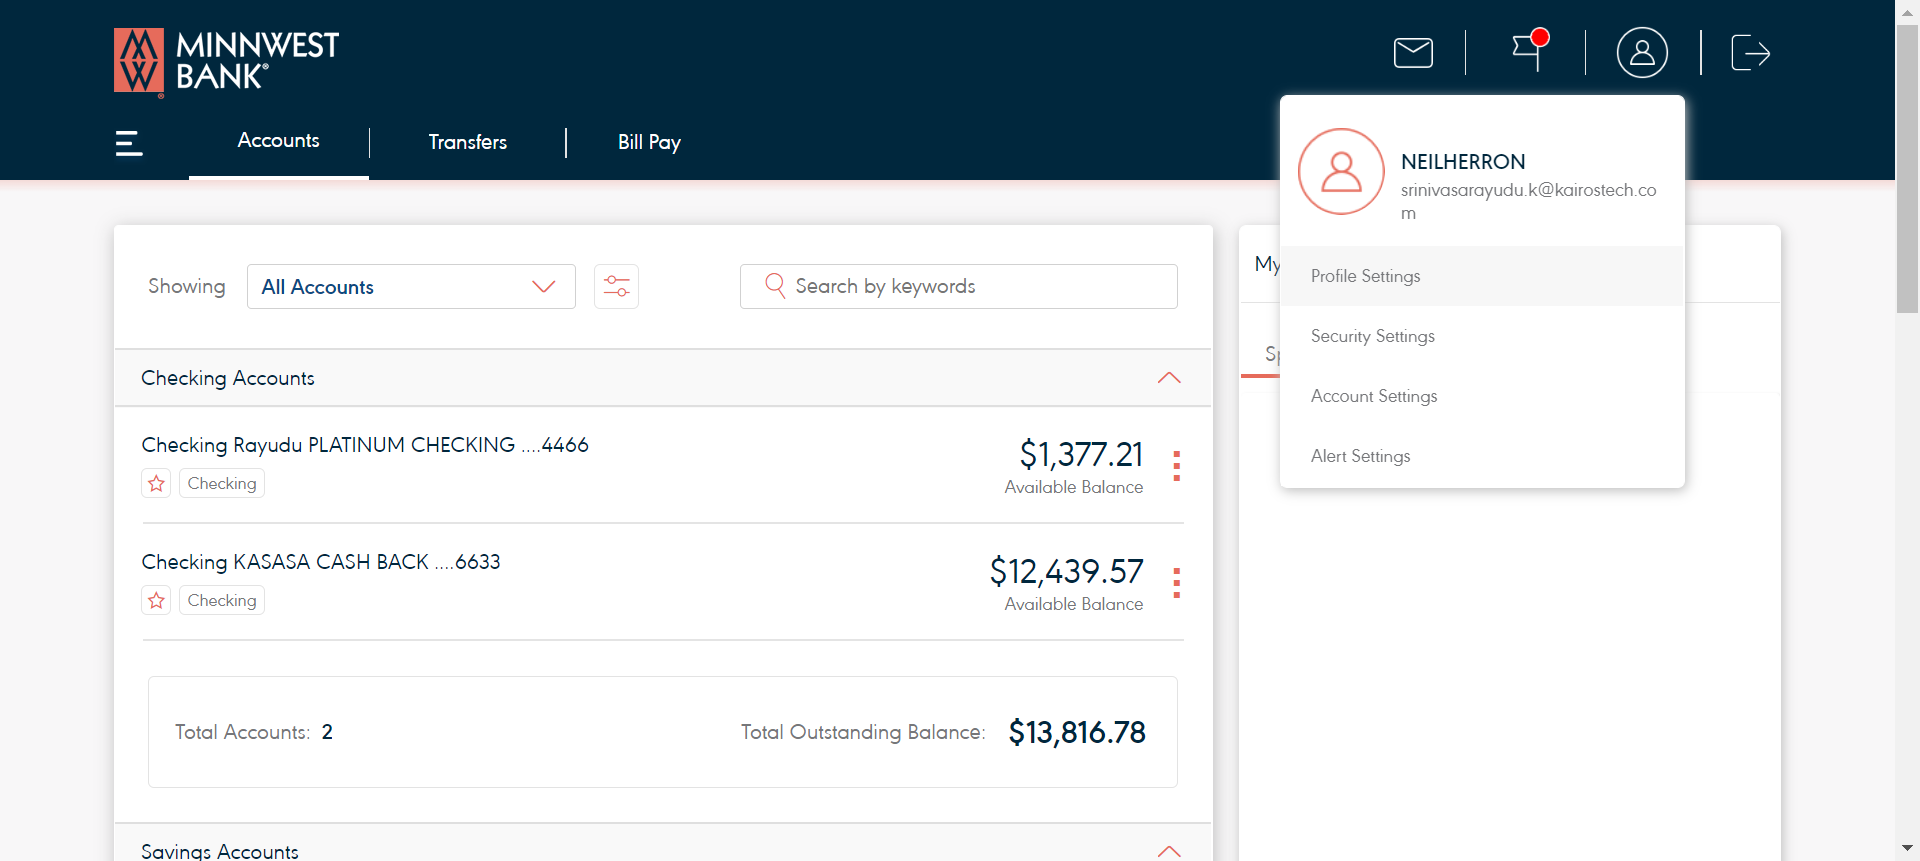 MINNWEST
BANK®
Accounts
Transfers
Bill Pay
NEILHERRON
srinivasarayudu.k@kairostech.co
m
Profile Settings
Security Settings
Account Settings
Alert Settings
Showing
All Accounts
Search by keywords
My
Checking Accounts
Checking Rayudu PLATINUM CHECKING ....4466
$1,377.21
Checking
Available Balance
Checking KASASA CASH BACK ....6633
$12,439.57
Checking
Available Balance
Total Accounts: 2
Total Outstanding Balance: $13,816.78
Savings Accounts